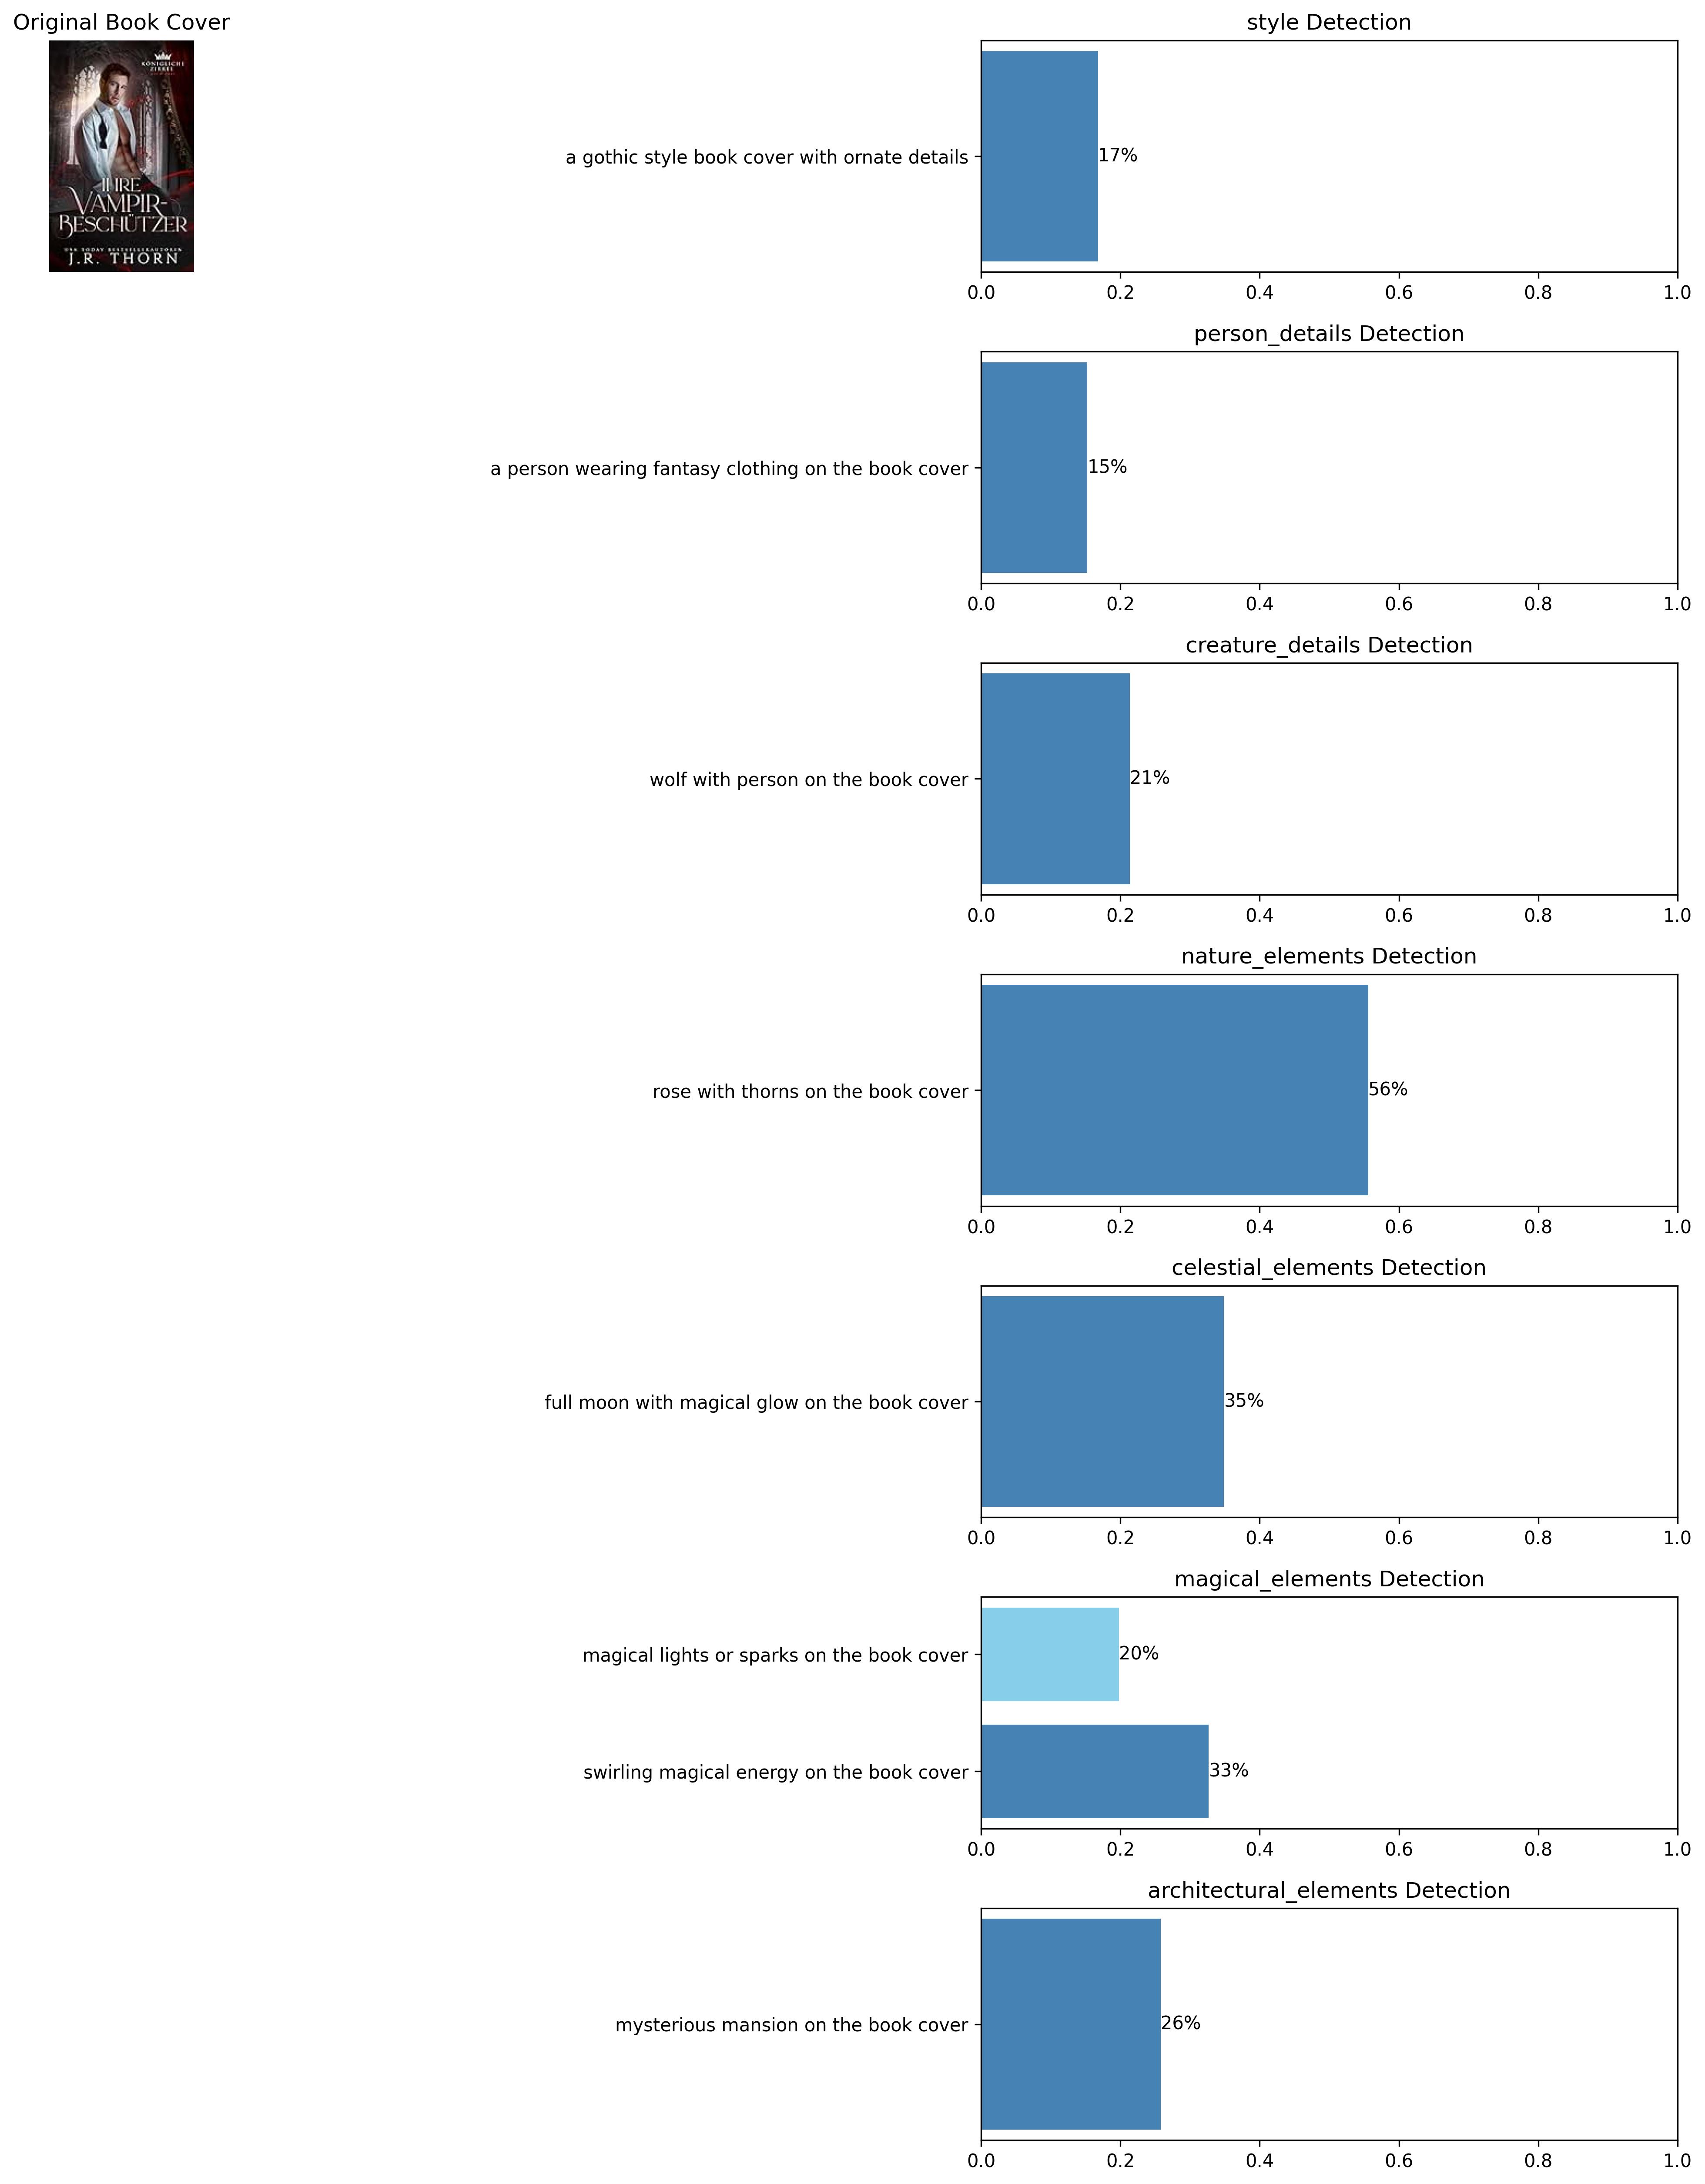 Original Book Cover
KÖNIGLICHE
ZIRKEL
IHRE
VAMPIR-
BESCHÜTZER
USA TODAY BESTSELLERAUTORIN
J.R. THORN
style Detection
a gothic style book cover with ornate details
17%
0.0 0.2 0.4 0.6 0.8 1.0
person_details Detection
a person wearing fantasy clothing on the book cover
15%
0.0 0.2 0.4 0.6 0.8 1.0
creature_details Detection
wolf with person on the book cover
21%
0.0 0.2 0.4 0.6 0.8 1.0
nature_elements Detection
rose with thorns on the book cover
56%
0.0 0.2 0.4 0.6 0.8 1.0
celestial_elements Detection
full moon with magical glow on the book cover
35%
0.0 0.2 0.4 0.6 0.8 1.0
magical_elements Detection
magical lights or sparks on the book cover
20%
swirling magical energy on the book cover
33%
0.0 0.2 0.4 0.6 0.8 1.0
architectural_elements Detection
mysterious mansion on the book cover
26%
0.0 0.2 0.4 0.6 0.8 1.0